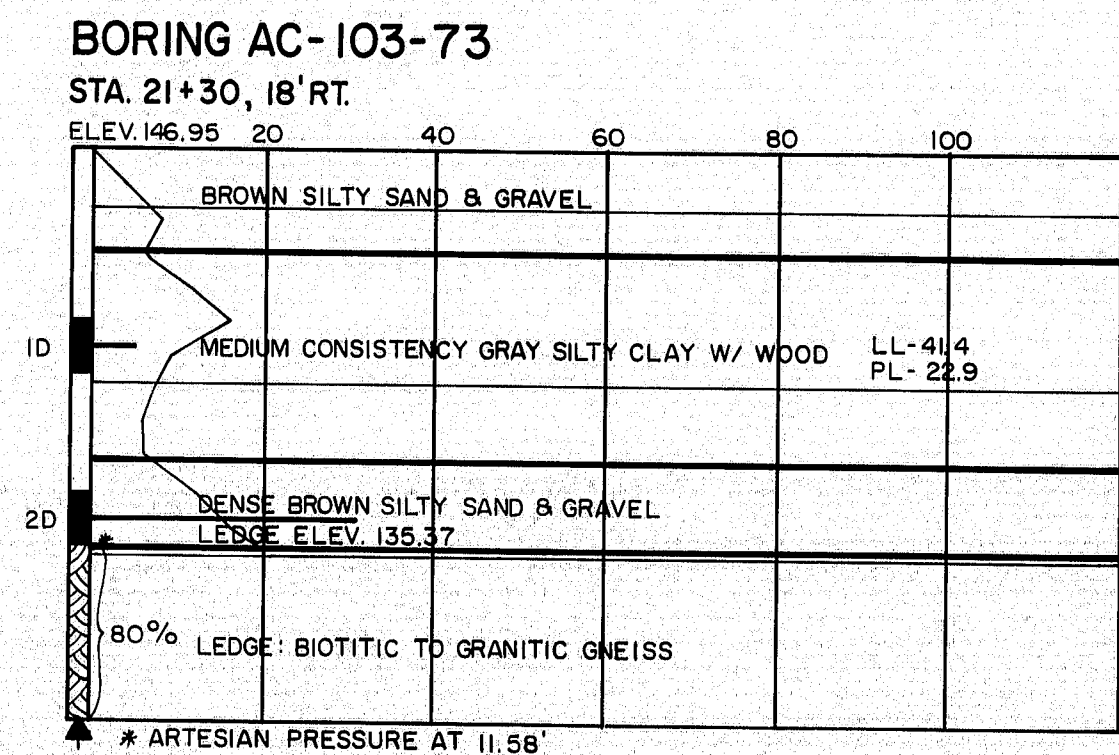 BORING AC-103-73
STA. 21+30, 18' RT.
ELEV. 146.95 20 40 60 80 100
BROWN SILTY SAND & GRAVEL
1D MEDIUM CONSISTENCY GRAY SILTY CLAY W/ WOOD LL-41.4
PL- 22.9
2D DENSE BROWN SILTY SAND & GRAVEL
LEDGE ELEV. 135.37
*
80% LEDGE: BIOTITIC TO GRANITIC GNEISS
* ARTESIAN PRESSURE AT 11.58'